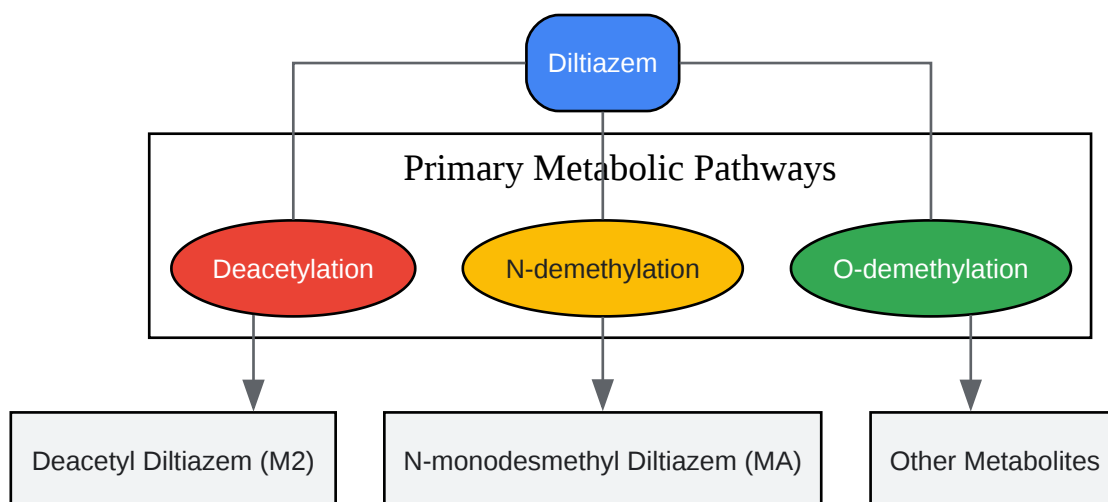 Diltiazem
Primary Metabolic Pathways
Deacetylation
N-demethylation
O-demethylation
Deacetyl Diltiazem (M2)
N-monodesmethyl Diltiazem (MA)
Other Metabolites